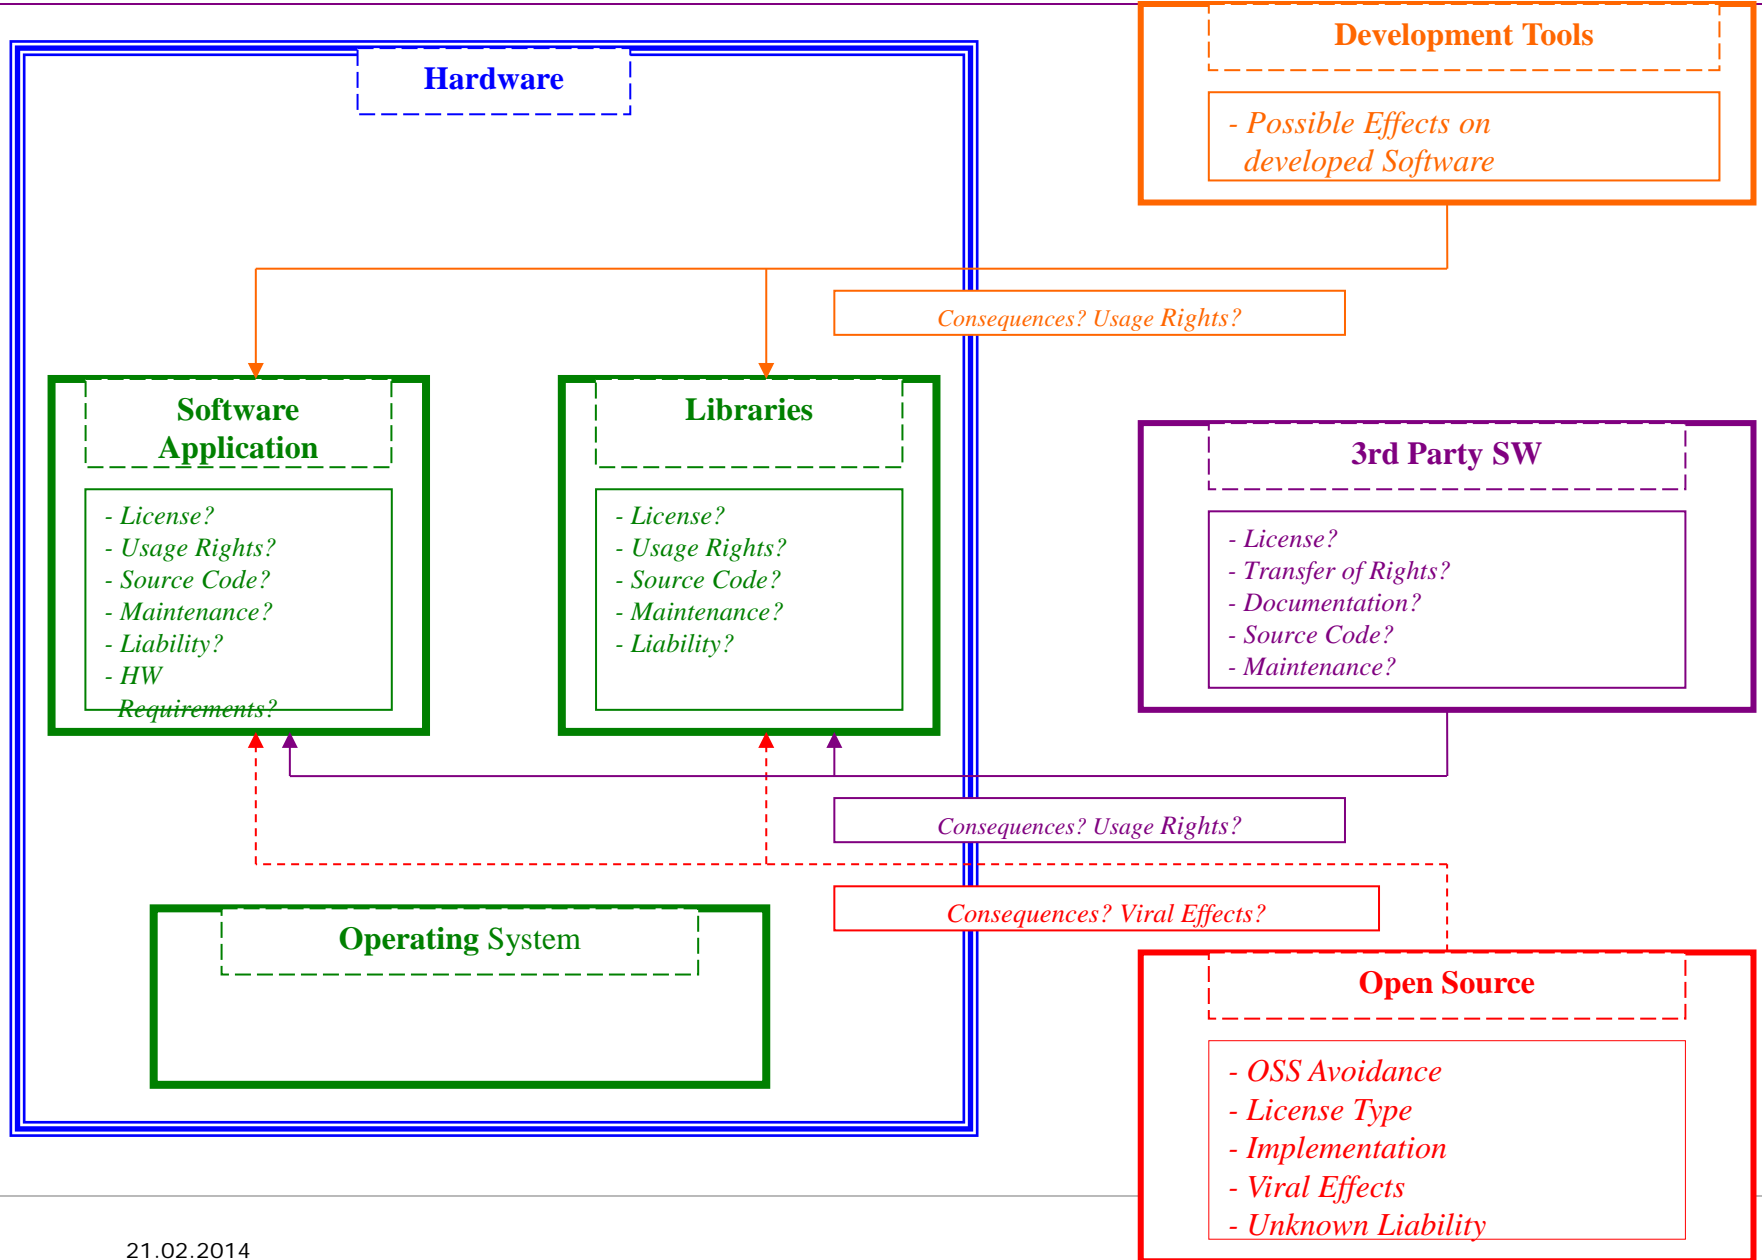 Development Tools
- Possible Effects on
developed Software
Hardware
Consequences? Usage Rights?
Software
Application
- License?
- Usage Rights?
- Source Code?
- Maintenance?
- Liability?
- HW
Requirements?
Libraries
- License?
- Usage Rights?
- Source Code?
- Maintenance?
- Liability?
3rd Party SW
- License?
- Transfer of Rights?
- Documentation?
- Source Code?
- Maintenance?
Consequences? Usage Rights?
Consequences? Viral Effects?
Operating System
Open Source
- OSS Avoidance
- License Type
- Implementation
- Viral Effects
- Unknown Liability
21.02.2014